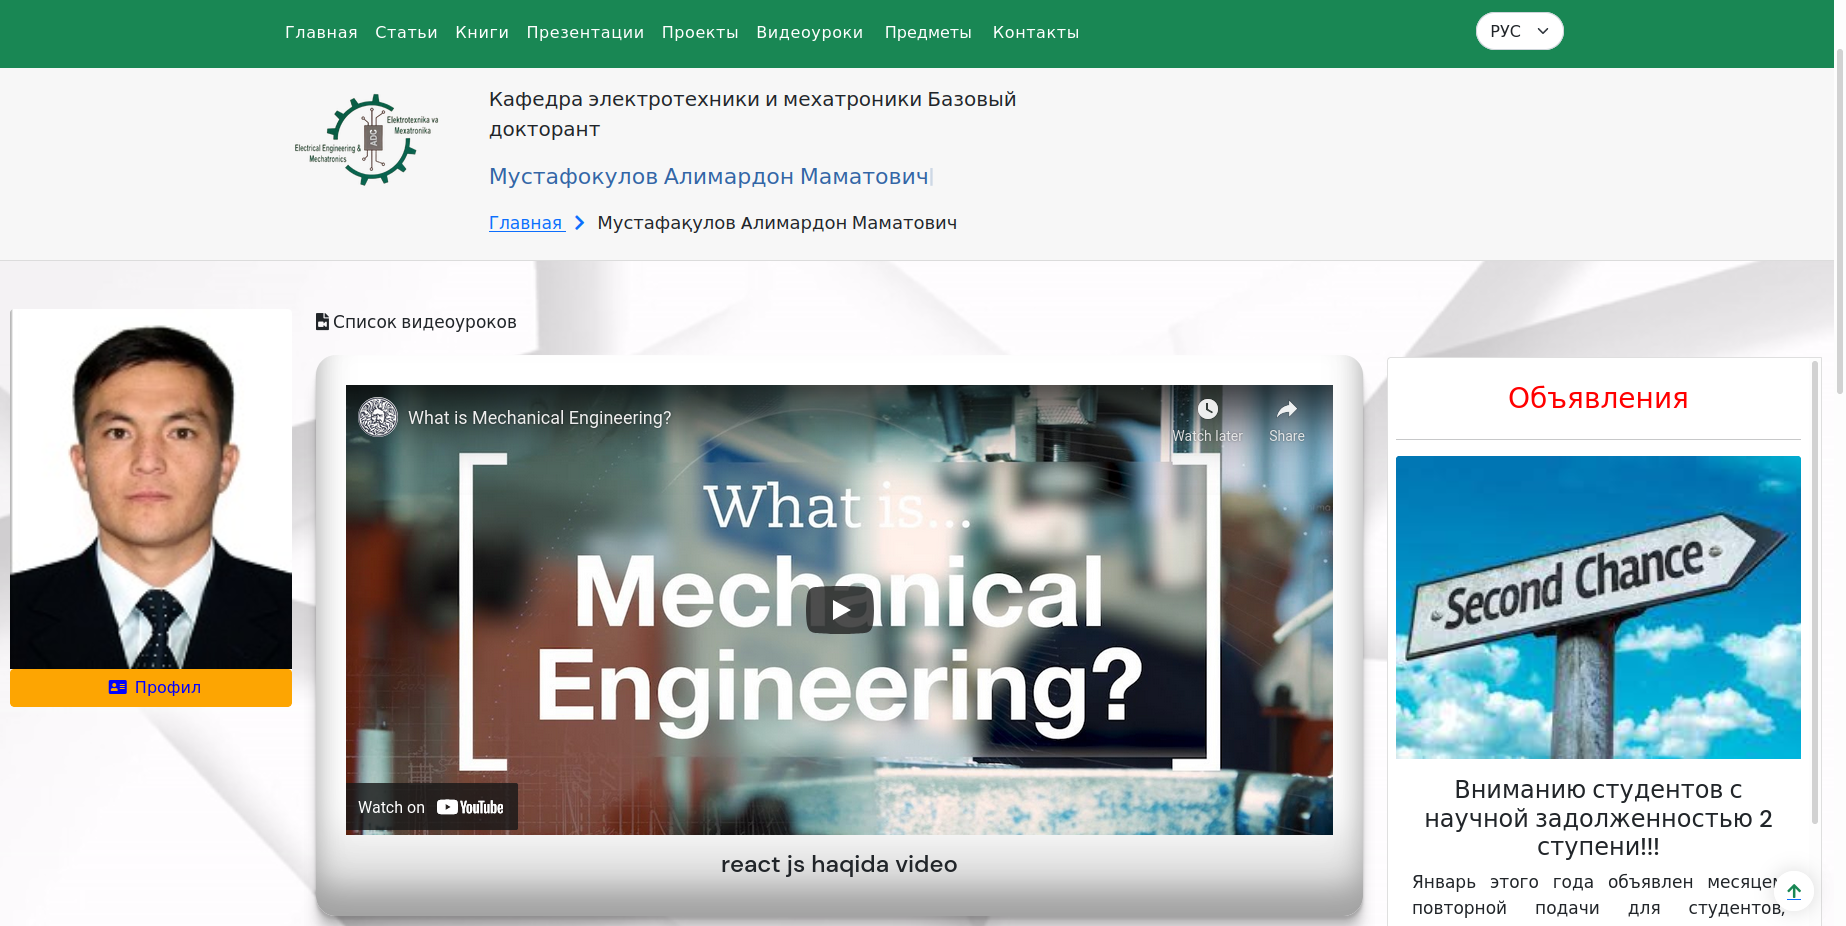 Главная Статьи Книги Презентации Проекты Видеоуроки Предметы Контакты РУС
Elektrotexnika va
Mexatronika
ADC
Electrical Engineering &
Mechatronics
Кафедра электротехники и мехатроники Базовый
докторант
Мустафокулов Алимардон Маматович
Главная Мустафақулов Алимардон Маматович
Список видеоуроков
Профил
What is Mechanical Engineering?
Watch later Share
What is...
Mechanical
Engineering?
Watch on YouTube
react js haqida video
Объявления
Second Chance
Вниманию студентов с
научной задолженностью 2
ступени!!!
Январь этого года объявлен месяцем
повторной подачи для студентов,